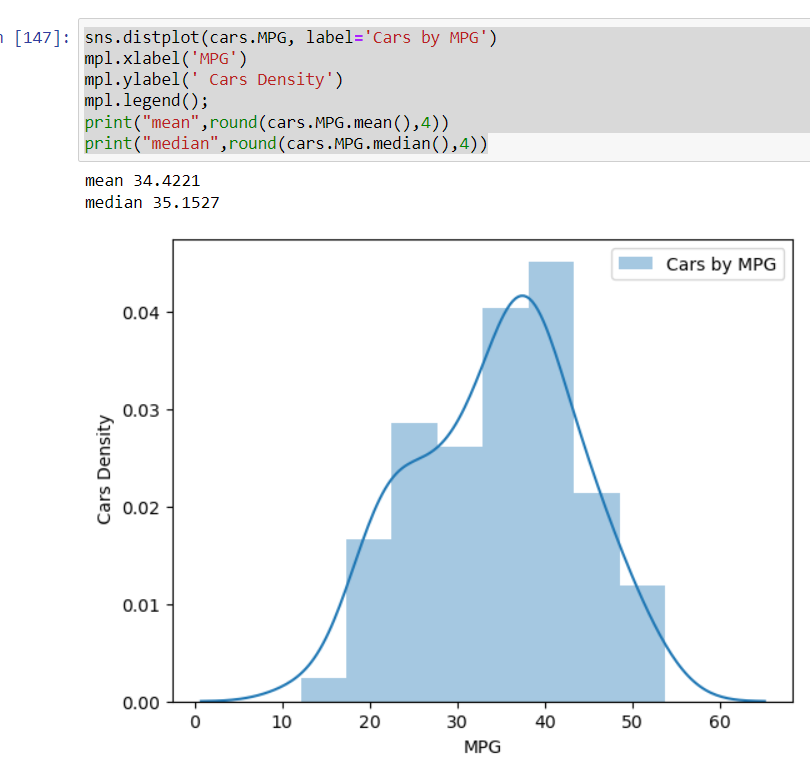 [147]:
sns.distplot(cars.MPG, label='Cars by MPG')
mpl.xlabel('MPG')
mpl.ylabel(' Cars Density')
mpl.legend();
print("mean",round(cars.MPG.mean(),4))
print("median",round(cars.MPG.median(),4))
mean 34.4221
median 35.1527
Cars by MPG
0.04
0.03
0.02
0.01
0.00
Cars Density
0 10 20 30 40 50 60
MPG